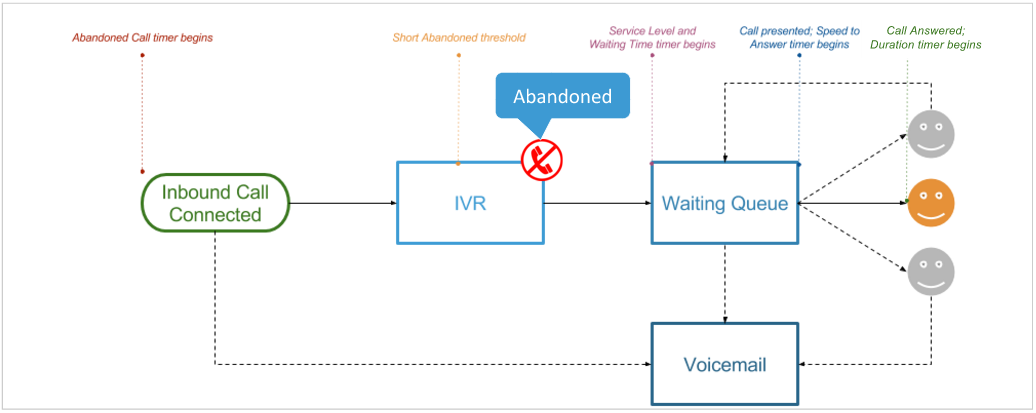 Abandoned Call timer begins
Short Abandoned threshold
Service Level and
Waiting Time timer begins
Call presented; Speed to
Answer timer begins
Call Answered;
Duration timer begins
Abandoned
Inbound Call
Connected
IVR
Waiting Queue
Voicemail